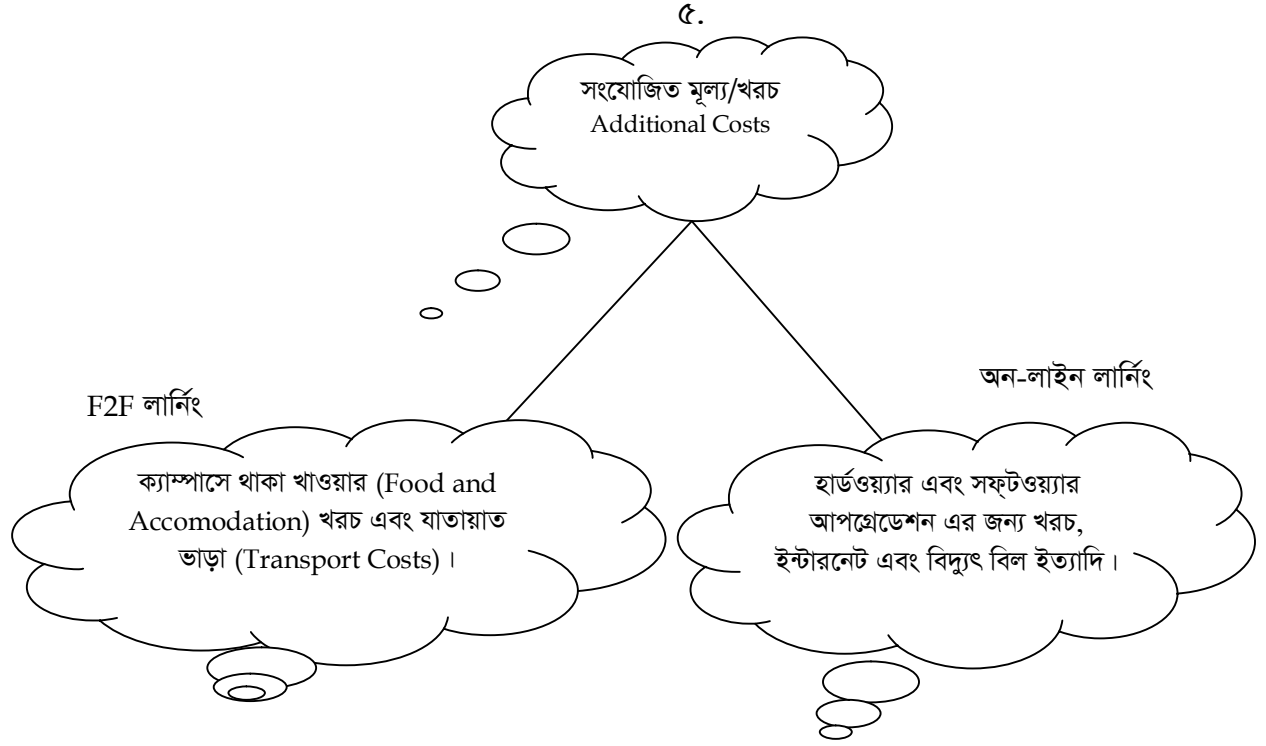 ৫.
সংযোজিত মূল্য/খরচ
Additional Costs
F2F লার্নিং
ক্যাম্পাসে থাকা খাওয়ার (Food and
Accomodation) খরচ এবং যাতায়াত
ভাড়া (Transport Costs)।
অন-লাইন লার্নিং
হার্ডওয়্যার এবং সফ্‌টওয়্যার
আপগ্রেডেশন এর জন্য খরচ,
ইন্টারনেট এবং বিদ্যুৎ বিল ইত্যাদি।